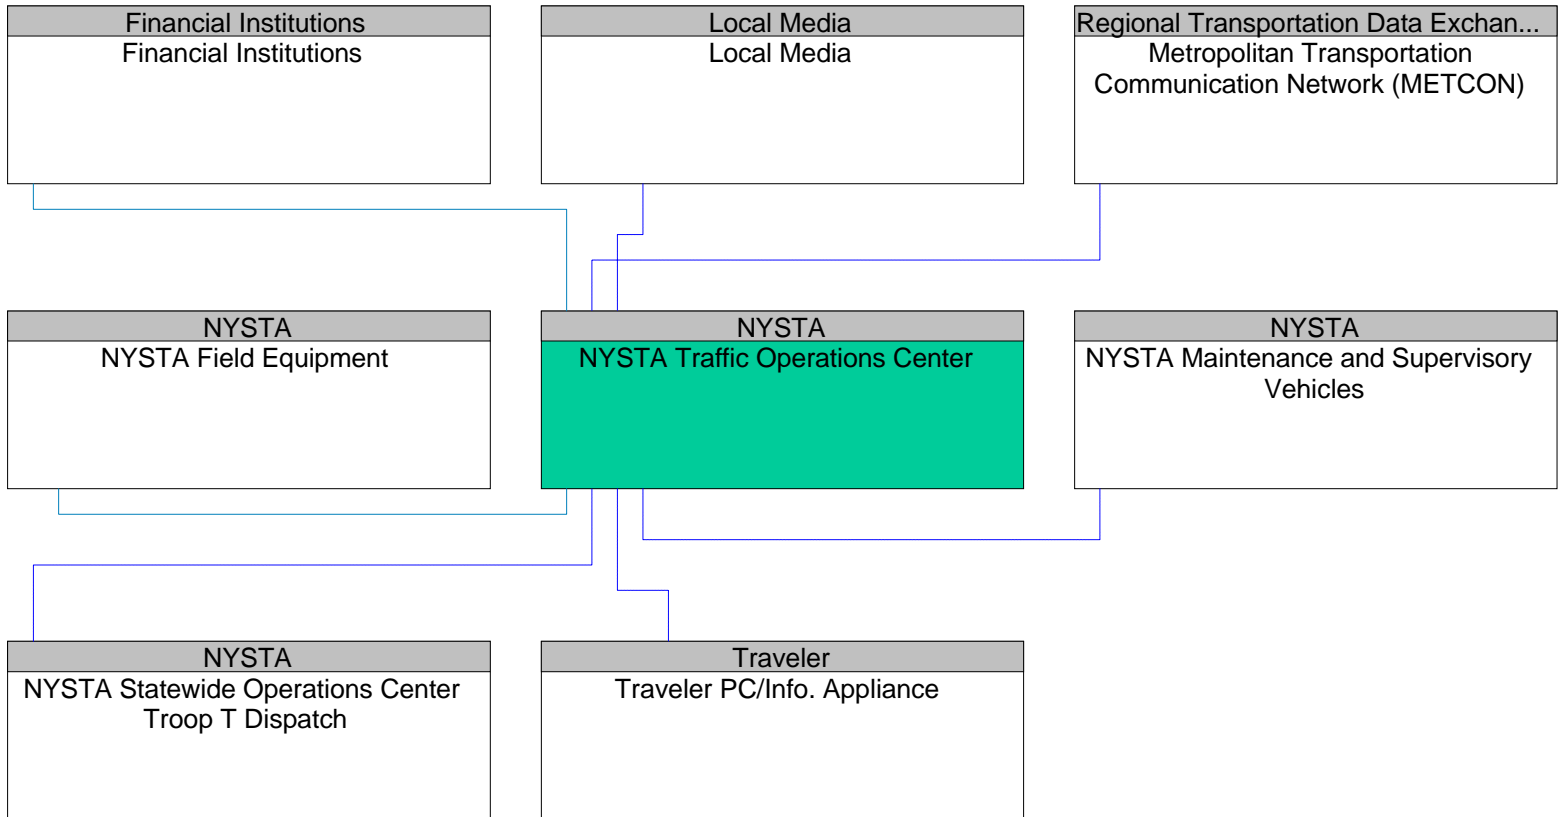 Financial Institutions
Financial Institutions
Local Media
Local Media
Regional Transportation Data Exchan...
Metropolitan Transportation
Communication Network (METCON)
NYSTA
NYSTA Field Equipment
NYSTA
NYSTA Traffic Operations Center
NYSTA
NYSTA Maintenance and Supervisory
Vehicles
NYSTA
NYSTA Statewide Operations Center
Troop T Dispatch
Traveler
Traveler PC/Info. Appliance